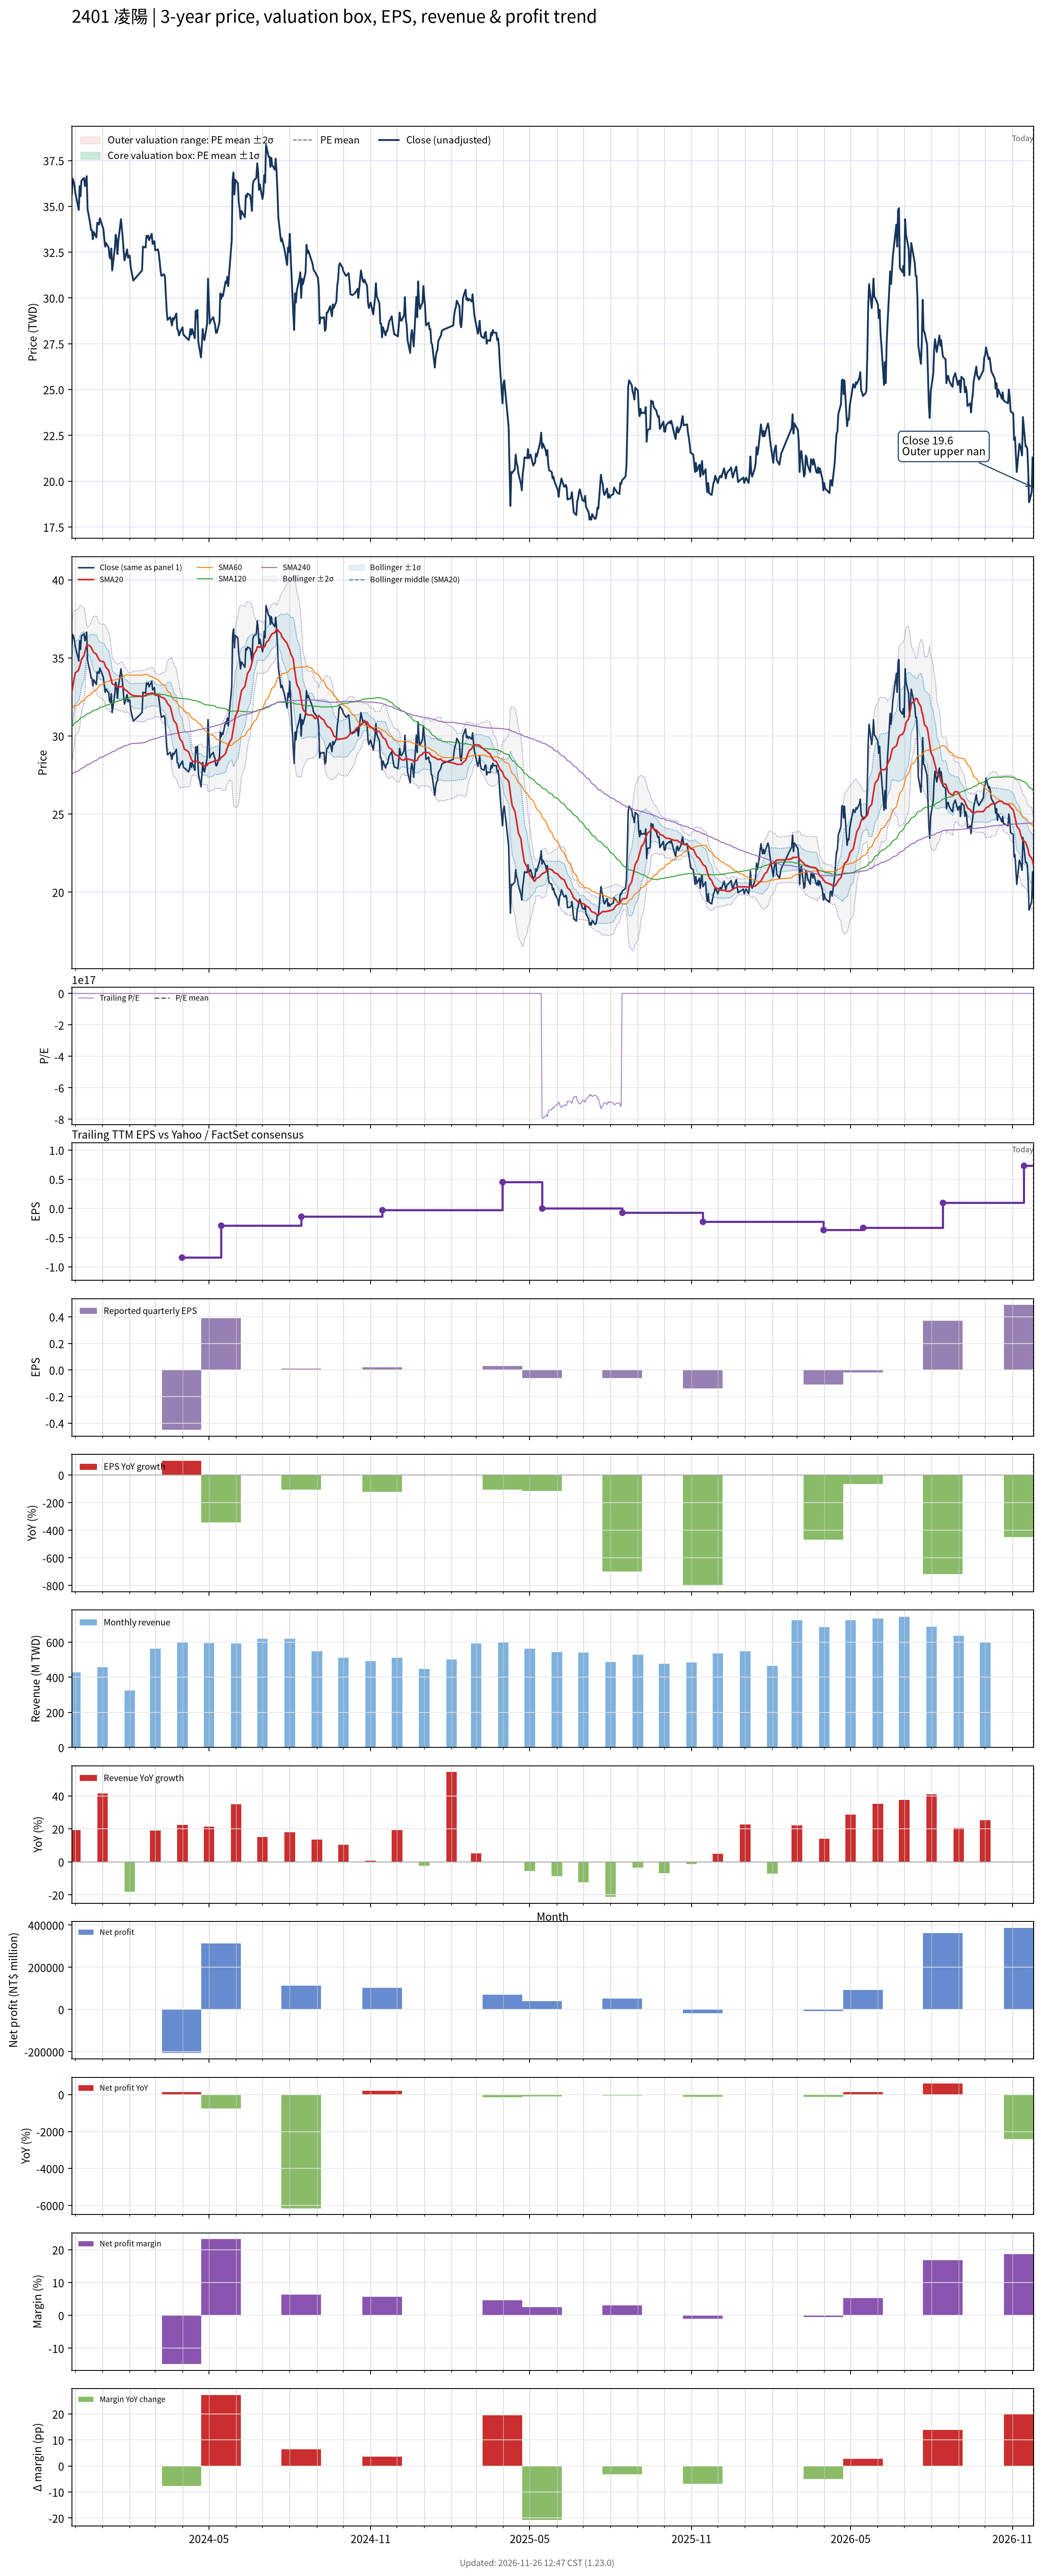 2401 凌陽 | 3-year price, valuation box, EPS, revenue & profit trend
Outer valuation range: PE mean ±2σ
PE mean
Close (unadjusted)
Core valuation box: PE mean ±1σ
Today
37.5
35.0
32.5
30.0
27.5
25.0
22.5
20.0
17.5
Price (TWD)
Close 19.6
Outer upper nan
Close (same as panel 1)
SMA60
SMA240
Bollinger ±1σ
SMA20
SMA120
Bollinger ±2σ
Bollinger middle (SMA20)
40
35
30
25
20
Price
1e17
Trailing P/E
P/E mean
0
-2
-4
-6
-8
P/E
Trailing TTM EPS vs Yahoo / FactSet consensus
Today
1.0
0.5
0.0
-0.5
-1.0
EPS
Reported quarterly EPS
0.4
0.2
0.0
-0.2
-0.4
EPS
EPS YoY growth
0
-200
-400
-600
-800
YoY (%)
Monthly revenue
600
400
200
0
Revenue (M TWD)
Revenue YoY growth
40
20
0
-20
YoY (%)
Month
Net profit
400000
200000
0
-200000
Net profit (NT$ million)
Net profit YoY
0
-2000
-4000
-6000
YoY (%)
Net profit margin
20
10
0
-10
Margin (%)
Margin YoY change
20
10
0
-10
-20
Δ margin (pp)
2024-05
2024-11
2025-05
2025-11
2026-05
2026-11
Updated: 2026-11-26 12:47 CST (1.23.0)